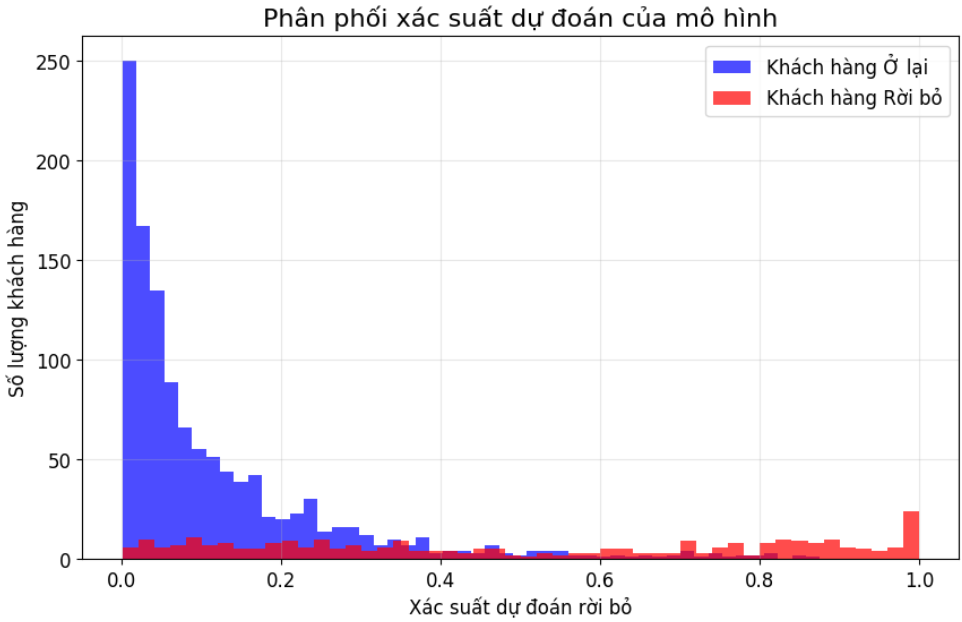 Phân phối xác suất dự đoán của mô hình
Khách hàng Ở lại
Khách hàng Rời bỏ
Số lượng khách hàng
250
200
150
100
50
0
0.0 0.2 0.4 0.6 0.8 1.0
Xác suất dự đoán rời bỏ